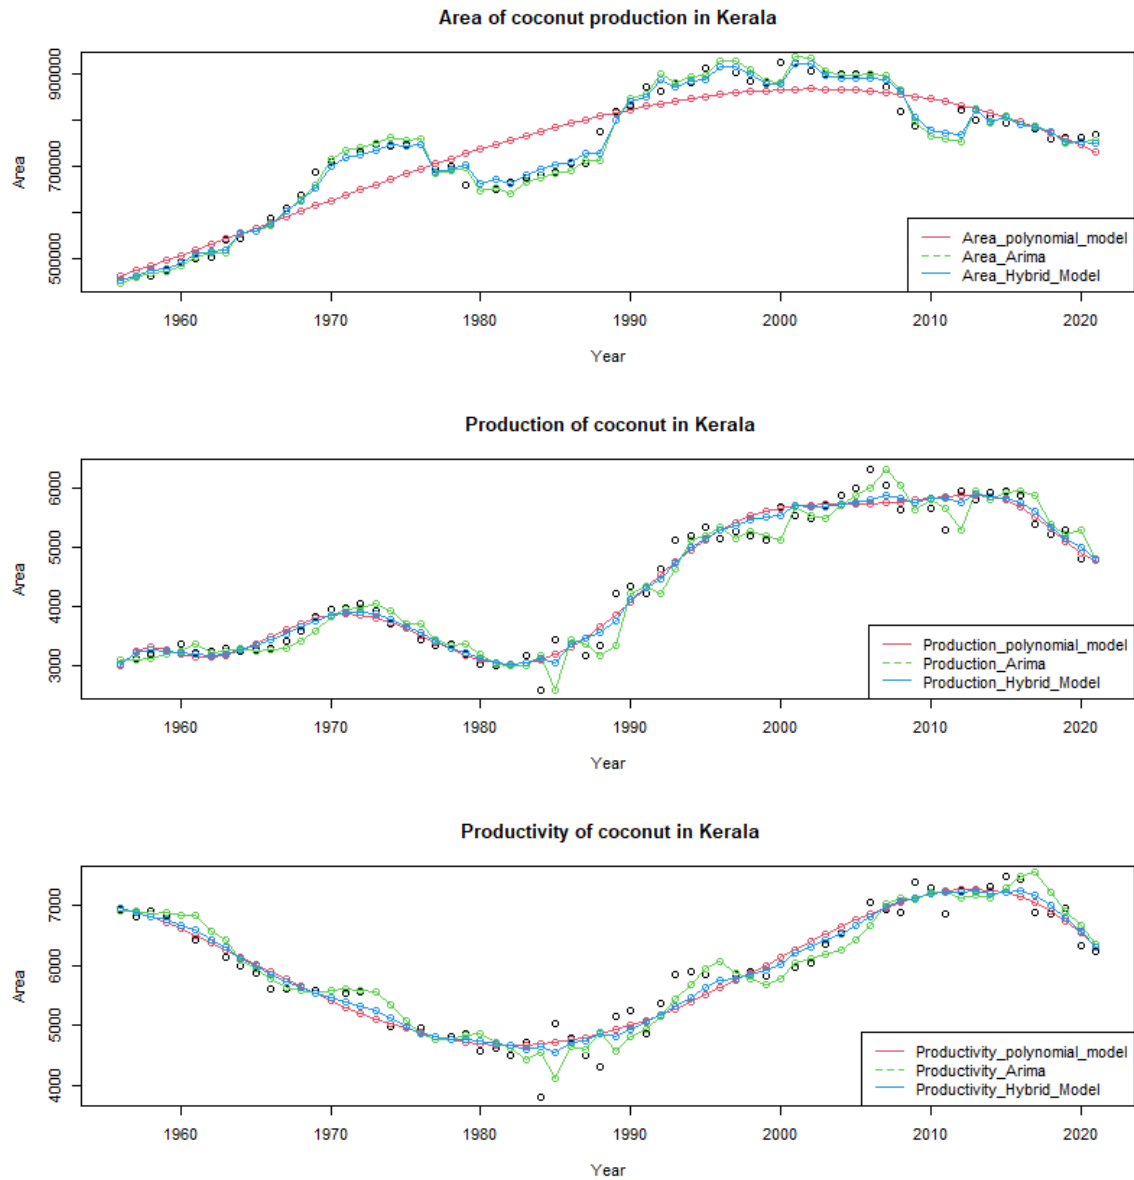 Area of coconut production in Kerala
Area
900000
700000
500000
Area_polynomial_model
Area_Arima
Area_Hybrid_Model
1960 1970 1980 1990 2000 2010 2020
Year
Production of coconut in Kerala
Area
6000
5000
4000
3000
Production_polynomial_model
Production_Arima
Production_Hybrid_Model
1960 1970 1980 1990 2000 2010 2020
Year
Productivity of coconut in Kerala
Area
7000
6000
5000
4000
Productivity_polynomial_model
Productivity_Arima
Productivity_Hybrid_Model
1960 1970 1980 1990 2000 2010 2020
Year